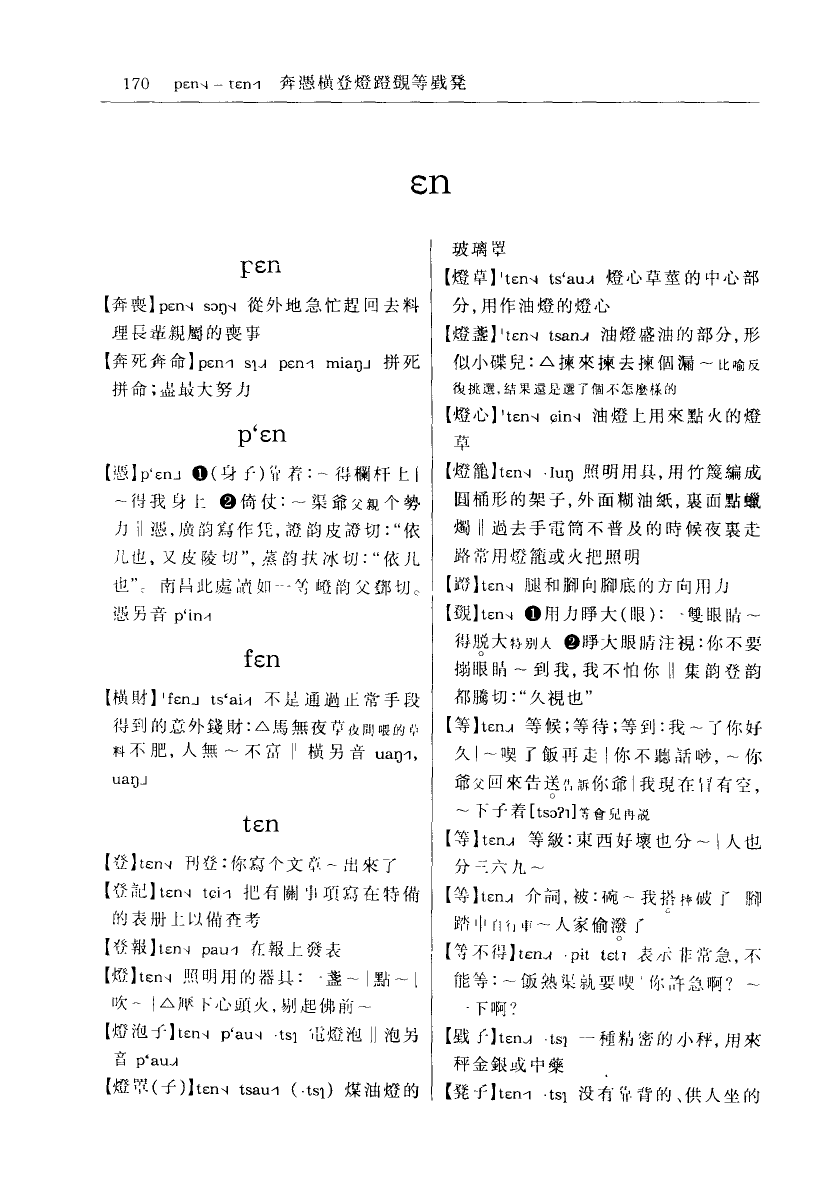 170 pɛn˧˨ – tɛn˧˥ 奔憑橫登燈蹬覴等戥凳
ɛn
pɛn
【奔喪】pɛn sɔŋ 從外地急忙趕回去料
理長輩親屬的喪事
【奔死奔命】pɛn sɿ pɛn miaŋ 拼死
拼命;盡最大努力
p‘ɛn
【憑】p‘ɛn ❶(身子)靠着:~得欄杆上|
~得我身上 ❷倚仗:~渠爺父親个勢
力‖憑,廣韵寫作凭,證韵皮證切:“依
几也,又皮陵切”,蒸韵扶冰切:“依几
也”。南昌此處讀如一等嶝韵父鄧切。
憑另音 p‘in
fɛn
【橫財】'fɛn ts‘ai 不是通過正常手段
得到的意外錢財:△馬無夜草夜間喂的草
料不肥,人無~不富‖橫另音 uaŋ,
uaŋ
tɛn
【登】tɛn 刊登:你寫个文章~出來了
【登記】tɛn tɕi 把有關事項寫在特備
的表册上以備查考
【登報】tɛn pau 在報上發表
【燈】tɛn 照明用的器具:一盞~|點~|
吹~|△壓下心頭火,剔起佛前~
【燈泡子】tɛn p‘au ·tsɿ 電燈泡‖泡另
音 p‘au
【燈罩(子)】tɛn tsau (·tsɿ) 煤油燈的
玻璃罩
【燈草】'tɛn ts‘au 燈心草莖的中心部
分,用作油燈的燈心
【燈盞】'tɛn tsan 油燈盛油的部分,形
似小碟兒:△揀來揀去揀個漏~比喻反
復挑選,結果還是選了個不怎麼樣的
【燈心】'tɛn ɕin 油燈上用來點火的燈
草
【燈籠】tɛn ·luŋ 照明用具,用竹篾編成
圓桶形的架子,外面糊油紙,裏面點蠟
燭‖過去手電筒不普及的時候夜裏走
路常用燈籠或火把照明
【蹬】tɛn 腿和腳向腳底的方向用力
【覴】tɛn ❶用力睜大(眼):一雙眼睛~
得脱大特别人 ❷睜大眼睛注視:你不要
搦眼睛~到我,我不怕你‖集韵登韵
都騰切:“久視也”
【等】tɛn 等候;等待;等到:我~了你好
久|~喫了飯再走|你不聽話吵,~你
爺父回來告送告訴你爺|我現在冇有空,
~下子着[tsɔʔ]等會兒再説
【等】tɛn 等級:東西好壞也分~|人也
分三六九~
【等】tɛn 介詞,被:碗~我搭摔破了|腳
踏車自行車~人家偷潑了
【等不得】tɛn ·pit tɛt 表示非常急,不
能等:~飯熟渠就要喫|你許急啊?~
一下啊?
【戥子】tɛn ·tsɿ 一種精密的小秤,用來
秤金銀或中藥
【凳子】tɛn ·tsɿ 没有靠背的、供人坐的